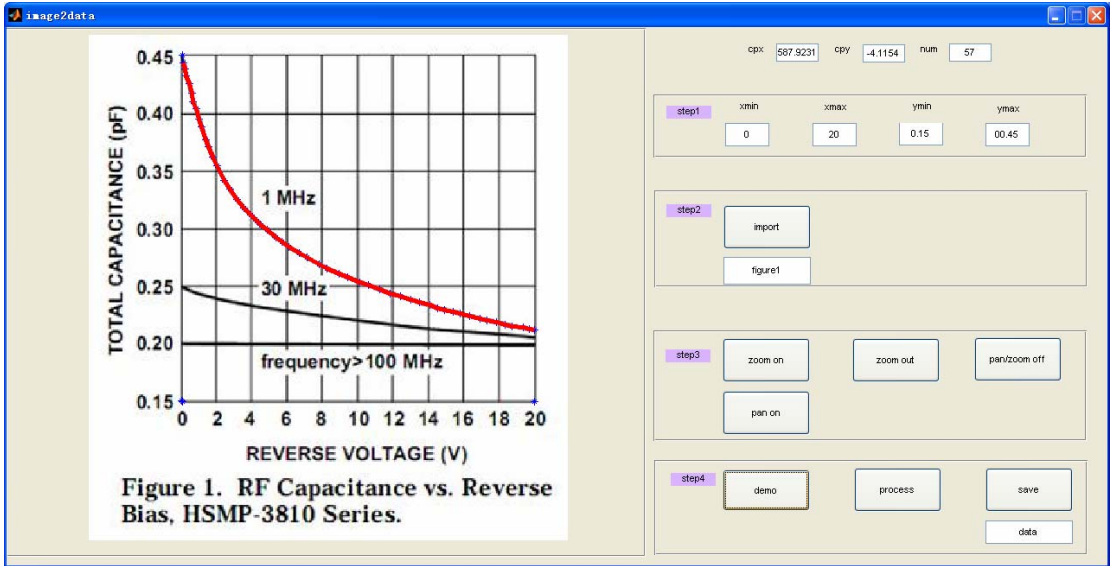 image2data
0.45
0.40
0.35
0.30
0.25
0.20
0.15
TOTAL CAPACITANCE (pF)
1 MHz
30 MHz
frequency>100 MHz
0 2 4 6 8 10 12 14 16 18 20
REVERSE VOLTAGE (V)
Figure 1. RF Capacitance vs. Reverse
Bias, HSMP-3810 Series.
cpx 587.9231 cpy -4.1154 num 57
step1 xmin xmax ymin ymax
0 20 0.15 00.45
step2 import
figure1
step3 zoom on zoom out pan/zoom off
pan on
step4 demo process save
data